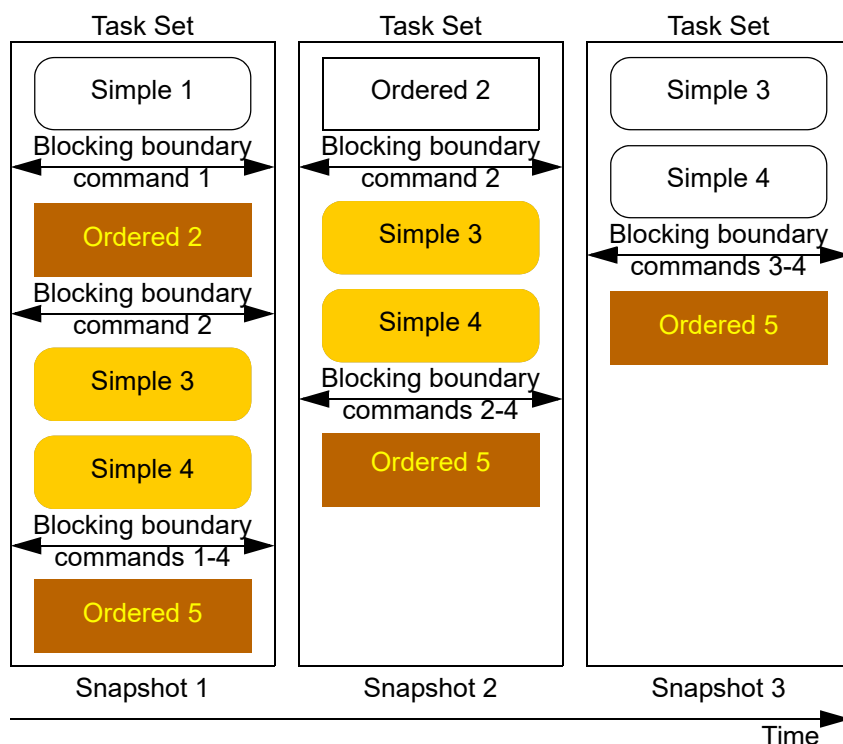 Task Set
Simple 1
Blocking boundary
command 1
Ordered 2
Blocking boundary
command 2
Simple 3
Simple 4
Blocking boundary
commands 1-4
Ordered 5
Snapshot 1
Task Set
Ordered 2
Blocking boundary
command 2
Simple 3
Simple 4
Blocking boundary
commands 2-4
Ordered 5
Snapshot 2
Task Set
Simple 3
Simple 4
Blocking boundary
commands 3-4
Ordered 5
Snapshot 3
Time